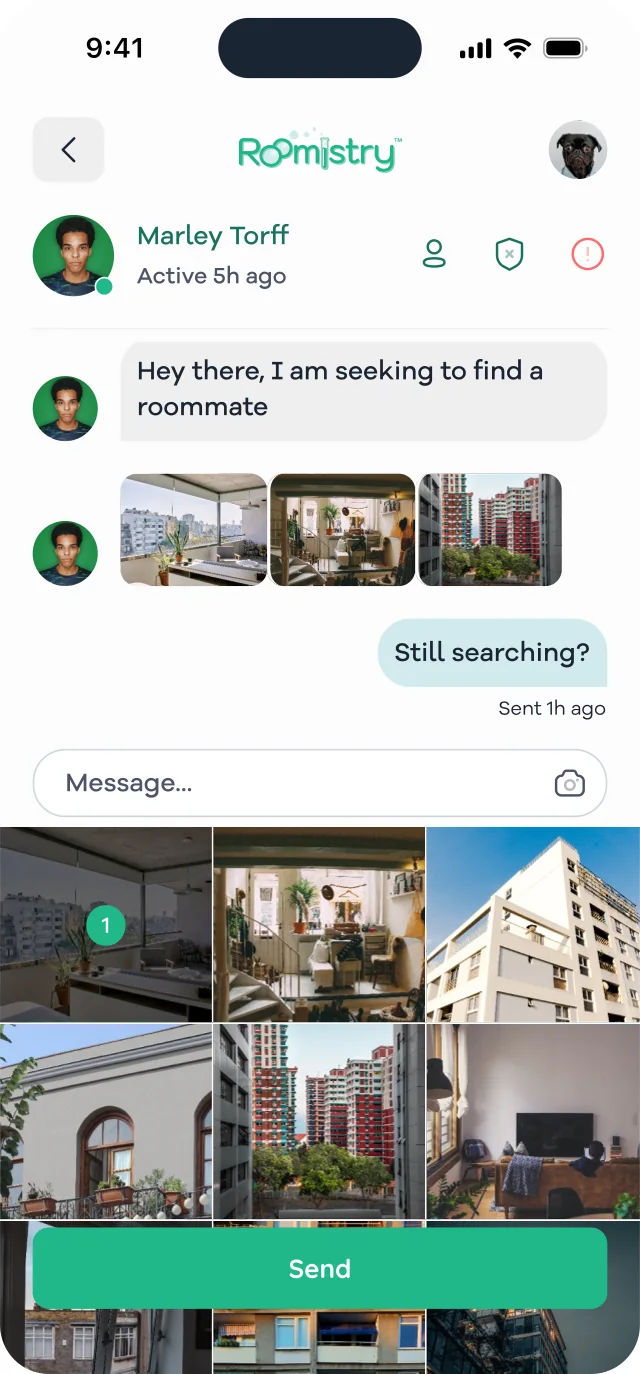 9:41
Roomistry™
Marley Torff
Active 5h ago
Hey there, I am seeking to find a
roommate
Still searching?
Sent 1h ago
Message...
1
Send